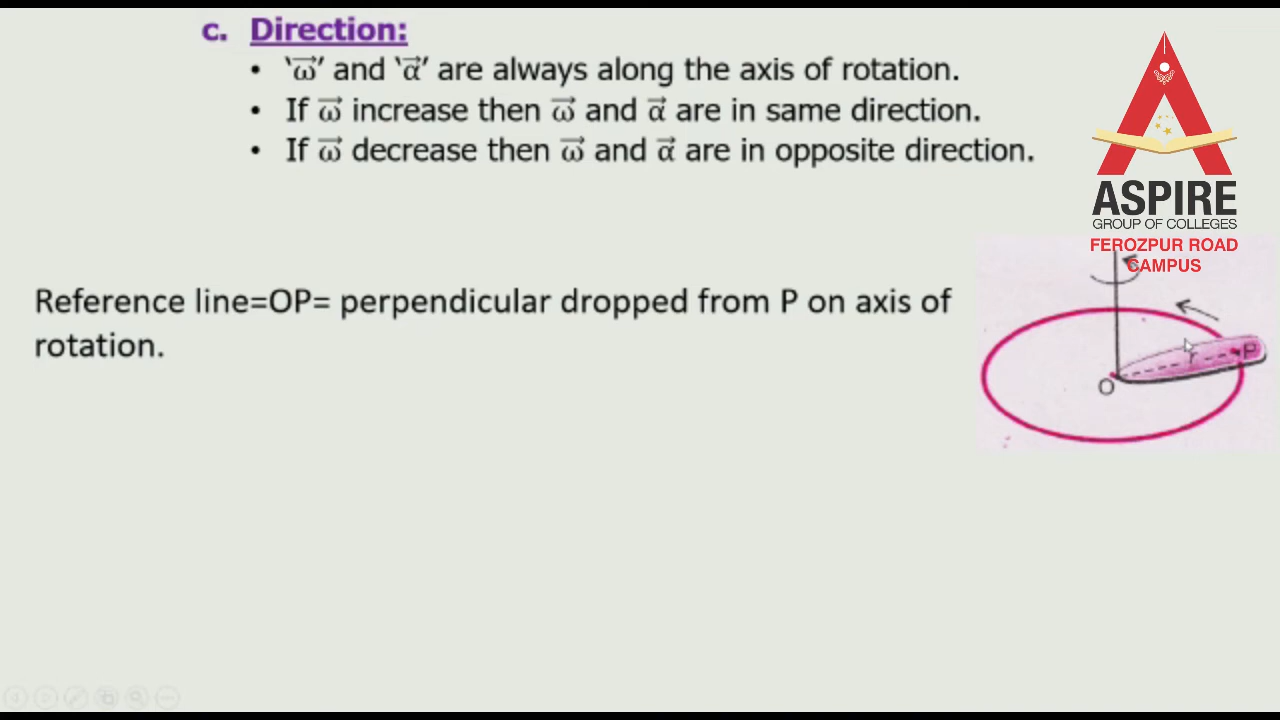 c. Direction:
• ‘ω⃗’ and ‘α⃗’ are always along the axis of rotation.
• If ω⃗ increase then ω⃗ and α⃗ are in same direction.
• If ω⃗ decrease then ω⃗ and α⃗ are in opposite direction.
ASPIRE
GROUP OF COLLEGES
FEROZPUR ROAD
CAMPUS
Reference line=OP= perpendicular dropped from P on axis of
rotation.
r
P
O